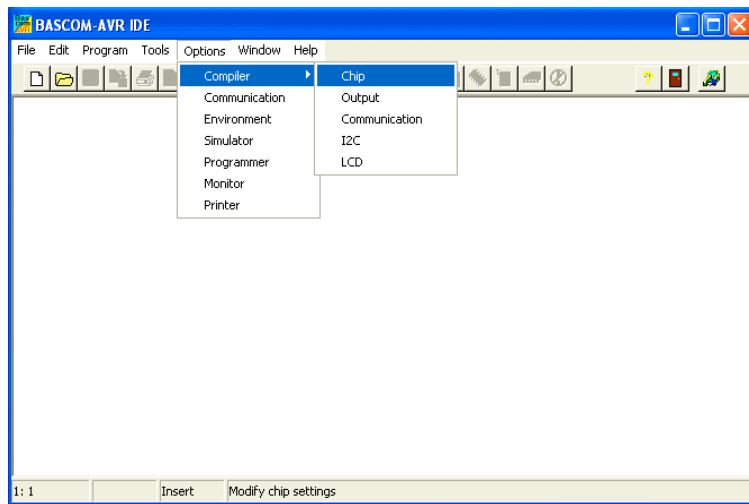 BASCOM-AVR IDE
File Edit Program Tools Options Window Help
Compiler Chip
Communication Output
Environment Communication
Simulator I2C
Programmer LCD
Monitor
Printer
1: 1 Insert Modify chip settings